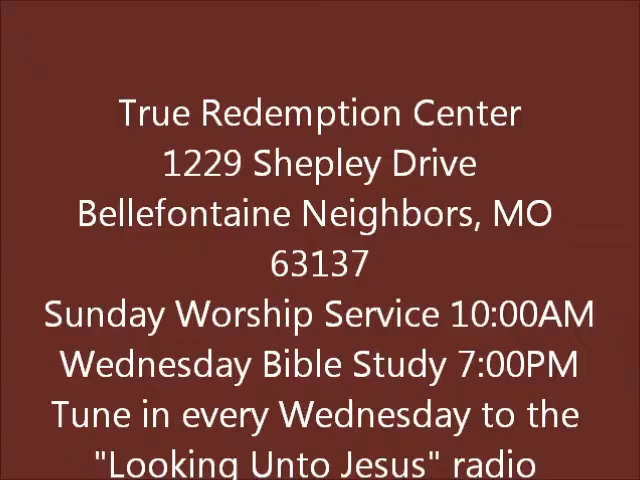 True Redemption Center
1229 Shepley Drive
Bellefontaine Neighbors, MO
63137
Sunday Worship Service 10:00AM
Wednesday Bible Study 7:00PM
Tune in every Wednesday to the
"Looking Unto Jesus" radio